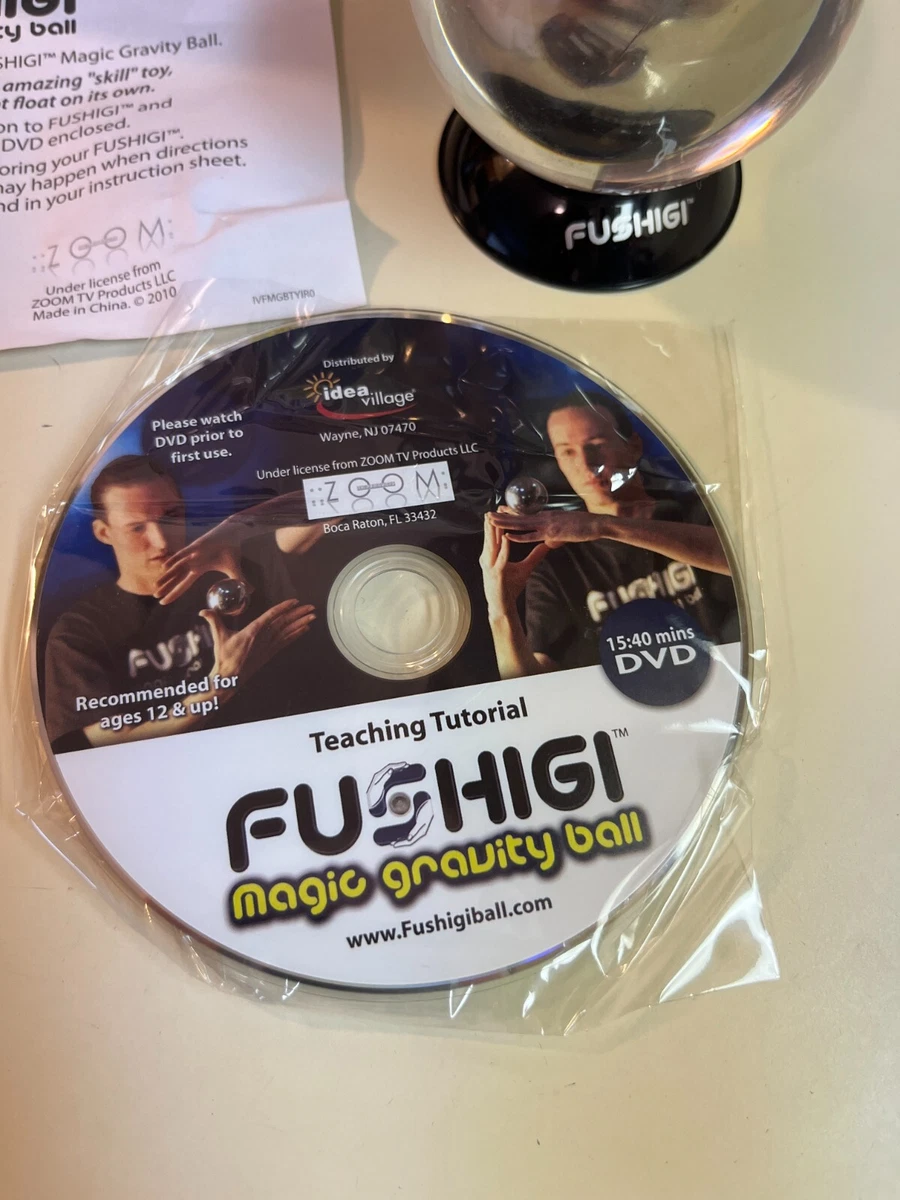 ty ball
SHIGI™ Magic Gravity Ball.
amazing "skill" toy,
t float on its own.
on to FUSHIGI™ and
DVD enclosed.
oring your FUSHIGI™.
may happen when directions
nd in your instruction sheet.
ZOOM
Under license from
ZOOM TV Products LLC
Made in China. © 2010
IVFMGBTYIR0
FUSHIGI™
Distributed by
idea village®
Wayne, NJ 07470
Please watch
DVD prior to
first use.
Under license from ZOOM TV Products LLC
ZOOM
Boca Raton, FL 33432
FUSHI
FUSHIGI
15:40 mins
DVD
Recommended for
ages 12 & up!
Teaching Tutorial
FUSHIGI™
Magic gravity ball
www.Fushigiball.com